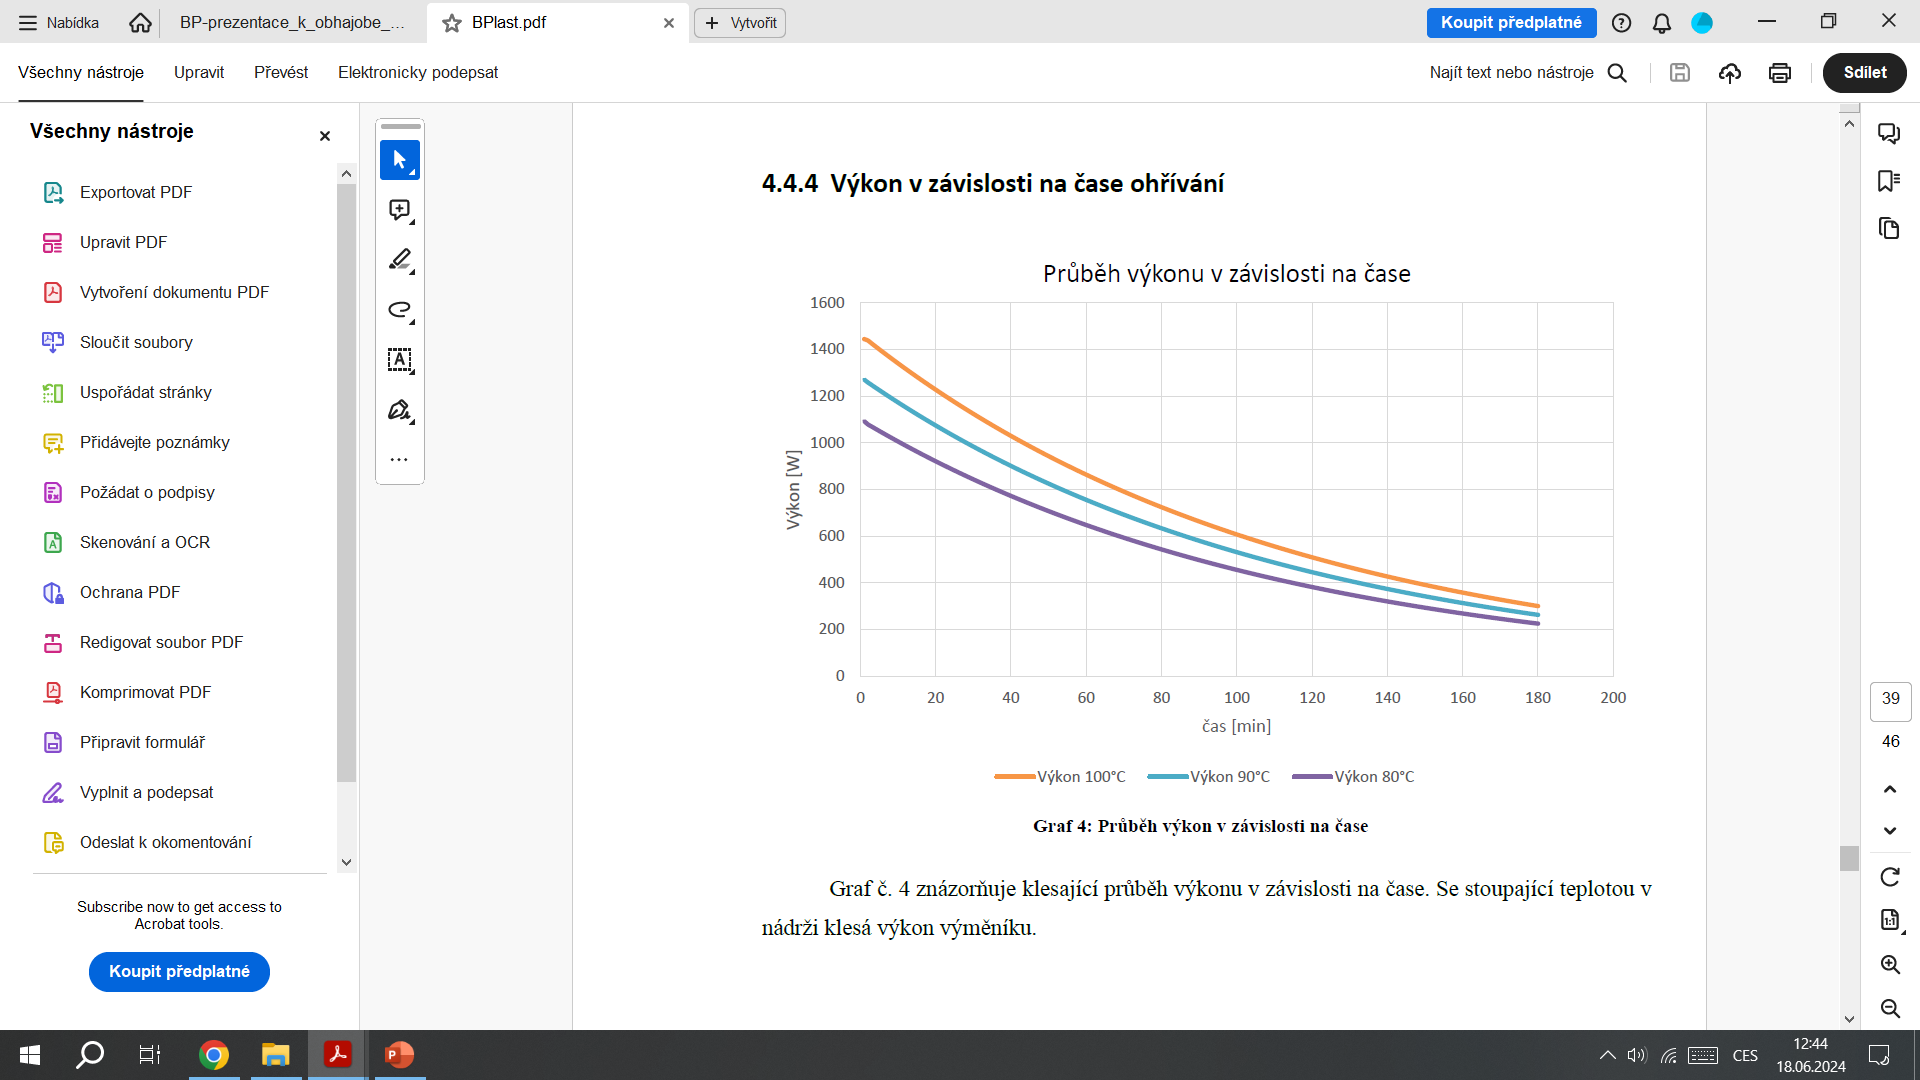 Nabídka
BP-prezentace_k_obhajobe_...
BPlast.pdf
Vytvořit
Koupit předplatné
Všechny nástroje
Upravit
Převést
Elektronicky podepsat
Najít text nebo nástroje
Sdílet
Všechny nástroje
Exportovat PDF
Upravit PDF
Vytvoření dokumentu PDF
Sloučit soubory
Uspořádat stránky
Přidávejte poznámky
Požádat o podpisy
Skenování a OCR
Ochrana PDF
Redigovat soubor PDF
Komprimovat PDF
Připravit formulář
Vyplnit a podepsat
Odeslat k okomentování
Subscribe now to get access to
Acrobat tools.
Koupit předplatné
4.4.4 Výkon v závislosti na čase ohřívání
Průběh výkonu v závislosti na čase
1600
1400
1200
1000
800
600
400
200
0
Výkon [W]
0 20 40 60 80 100 120 140 160 180 200
čas [min]
Výkon 100°C Výkon 90°C Výkon 80°C
Graf 4: Průběh výkon v závislosti na čase
Graf č. 4 znázorňuje klesající průběh výkonu v závislosti na čase. Se stoupající teplotou v
nádrži klesá výkon výměníku.
39
46
1:1
CES
12:44
18.06.2024